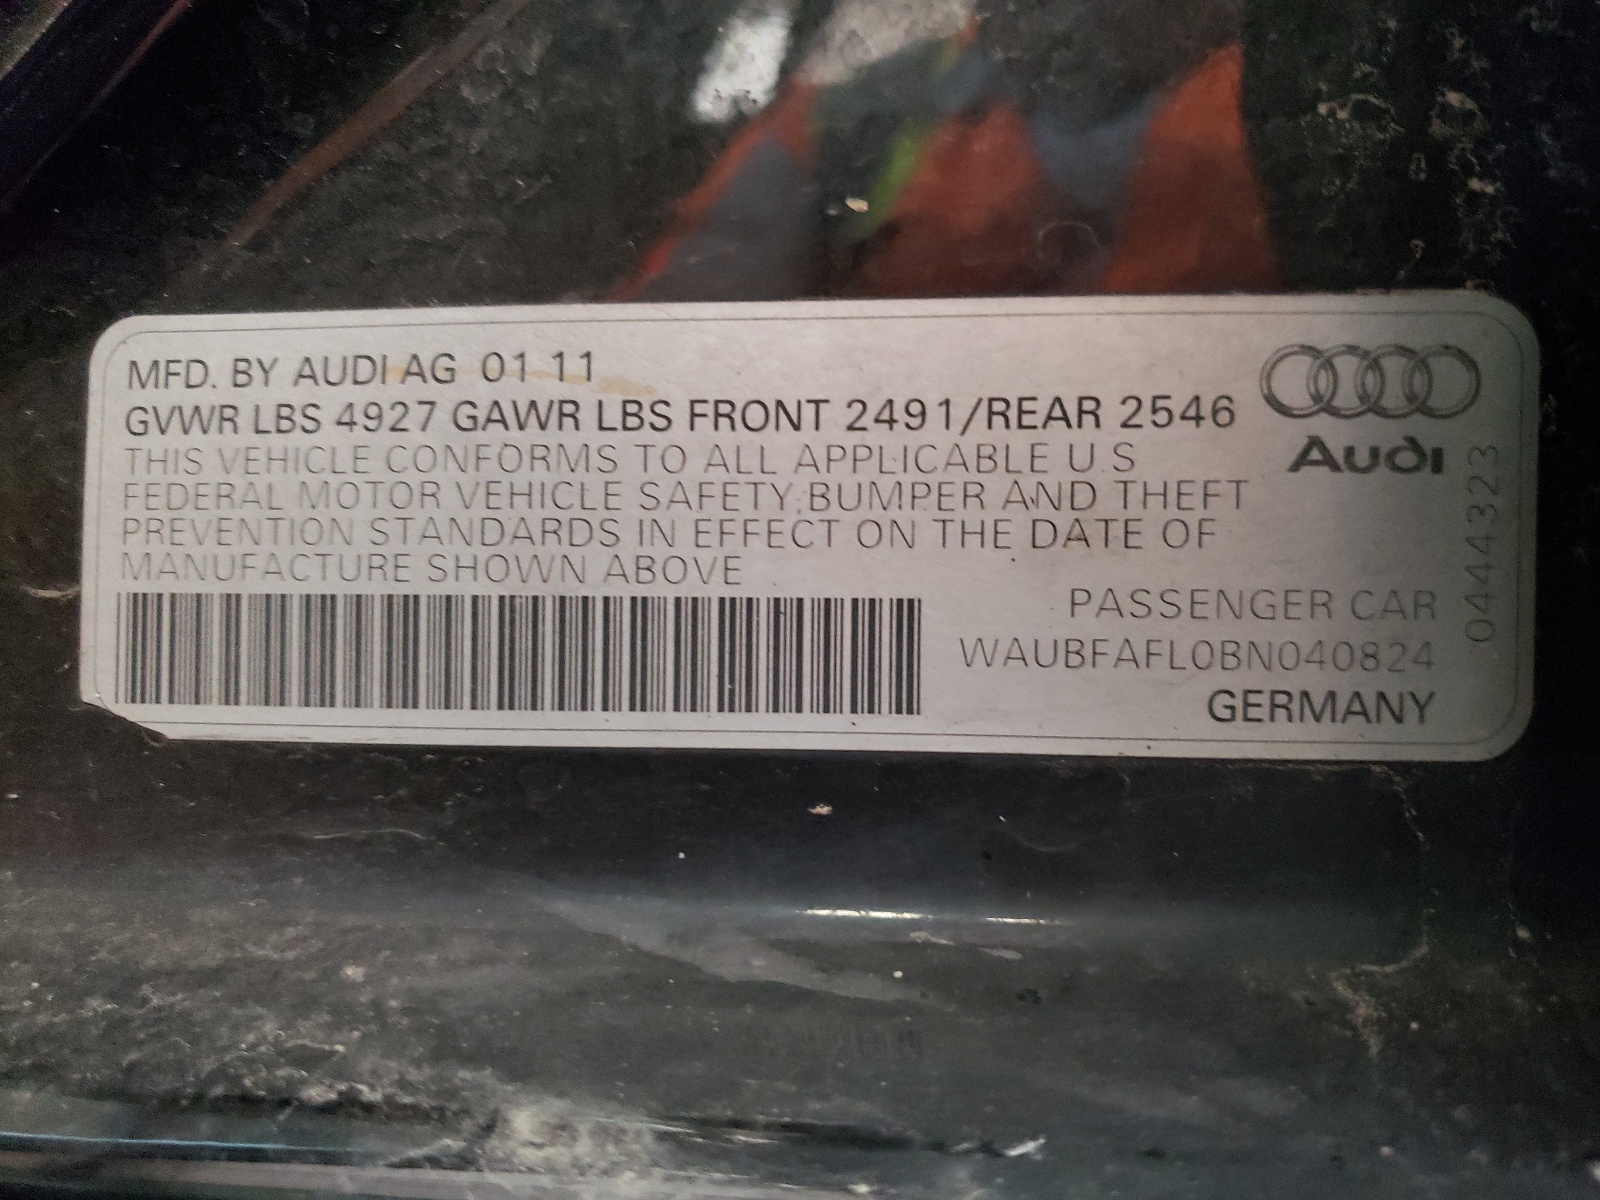 MFD. BY AUDI AG 01 11
GVWR LBS 4927 GAWR LBS FRONT 2491/REAR 2546
THIS VEHICLE CONFORMS TO ALL APPLICABLE U.S
FEDERAL MOTOR VEHICLE SAFETY, BUMPER AND THEFT
PREVENTION STANDARDS IN EFFECT ON THE DATE OF
MANUFACTURE SHOWN ABOVE
Audi
0444323
PASSENGER CAR
WAUBFAFL0BN040824
GERMANY